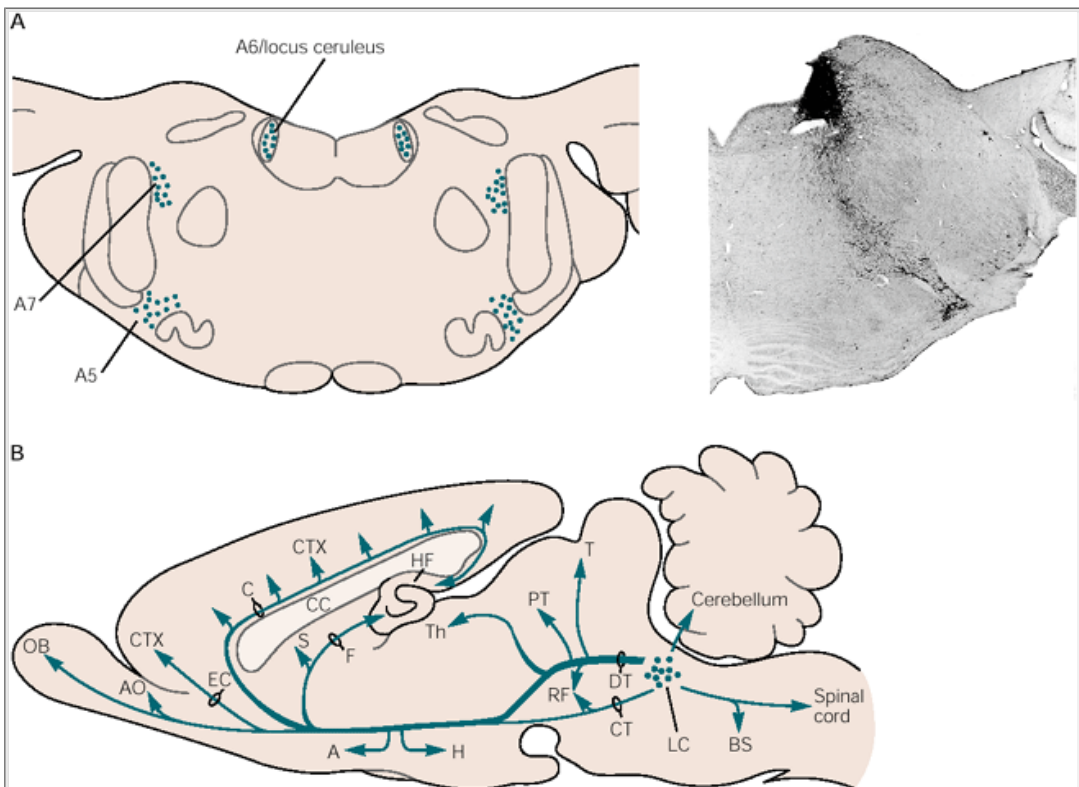 A
A6/locus ceruleus
A7
A5
B
CTX
HF
T
C
CC
PT
Cerebellum
OB
CTX
S
F
Th
AO
EC
RF
DT
Spinal
cord
CT
A
H
LC
BS